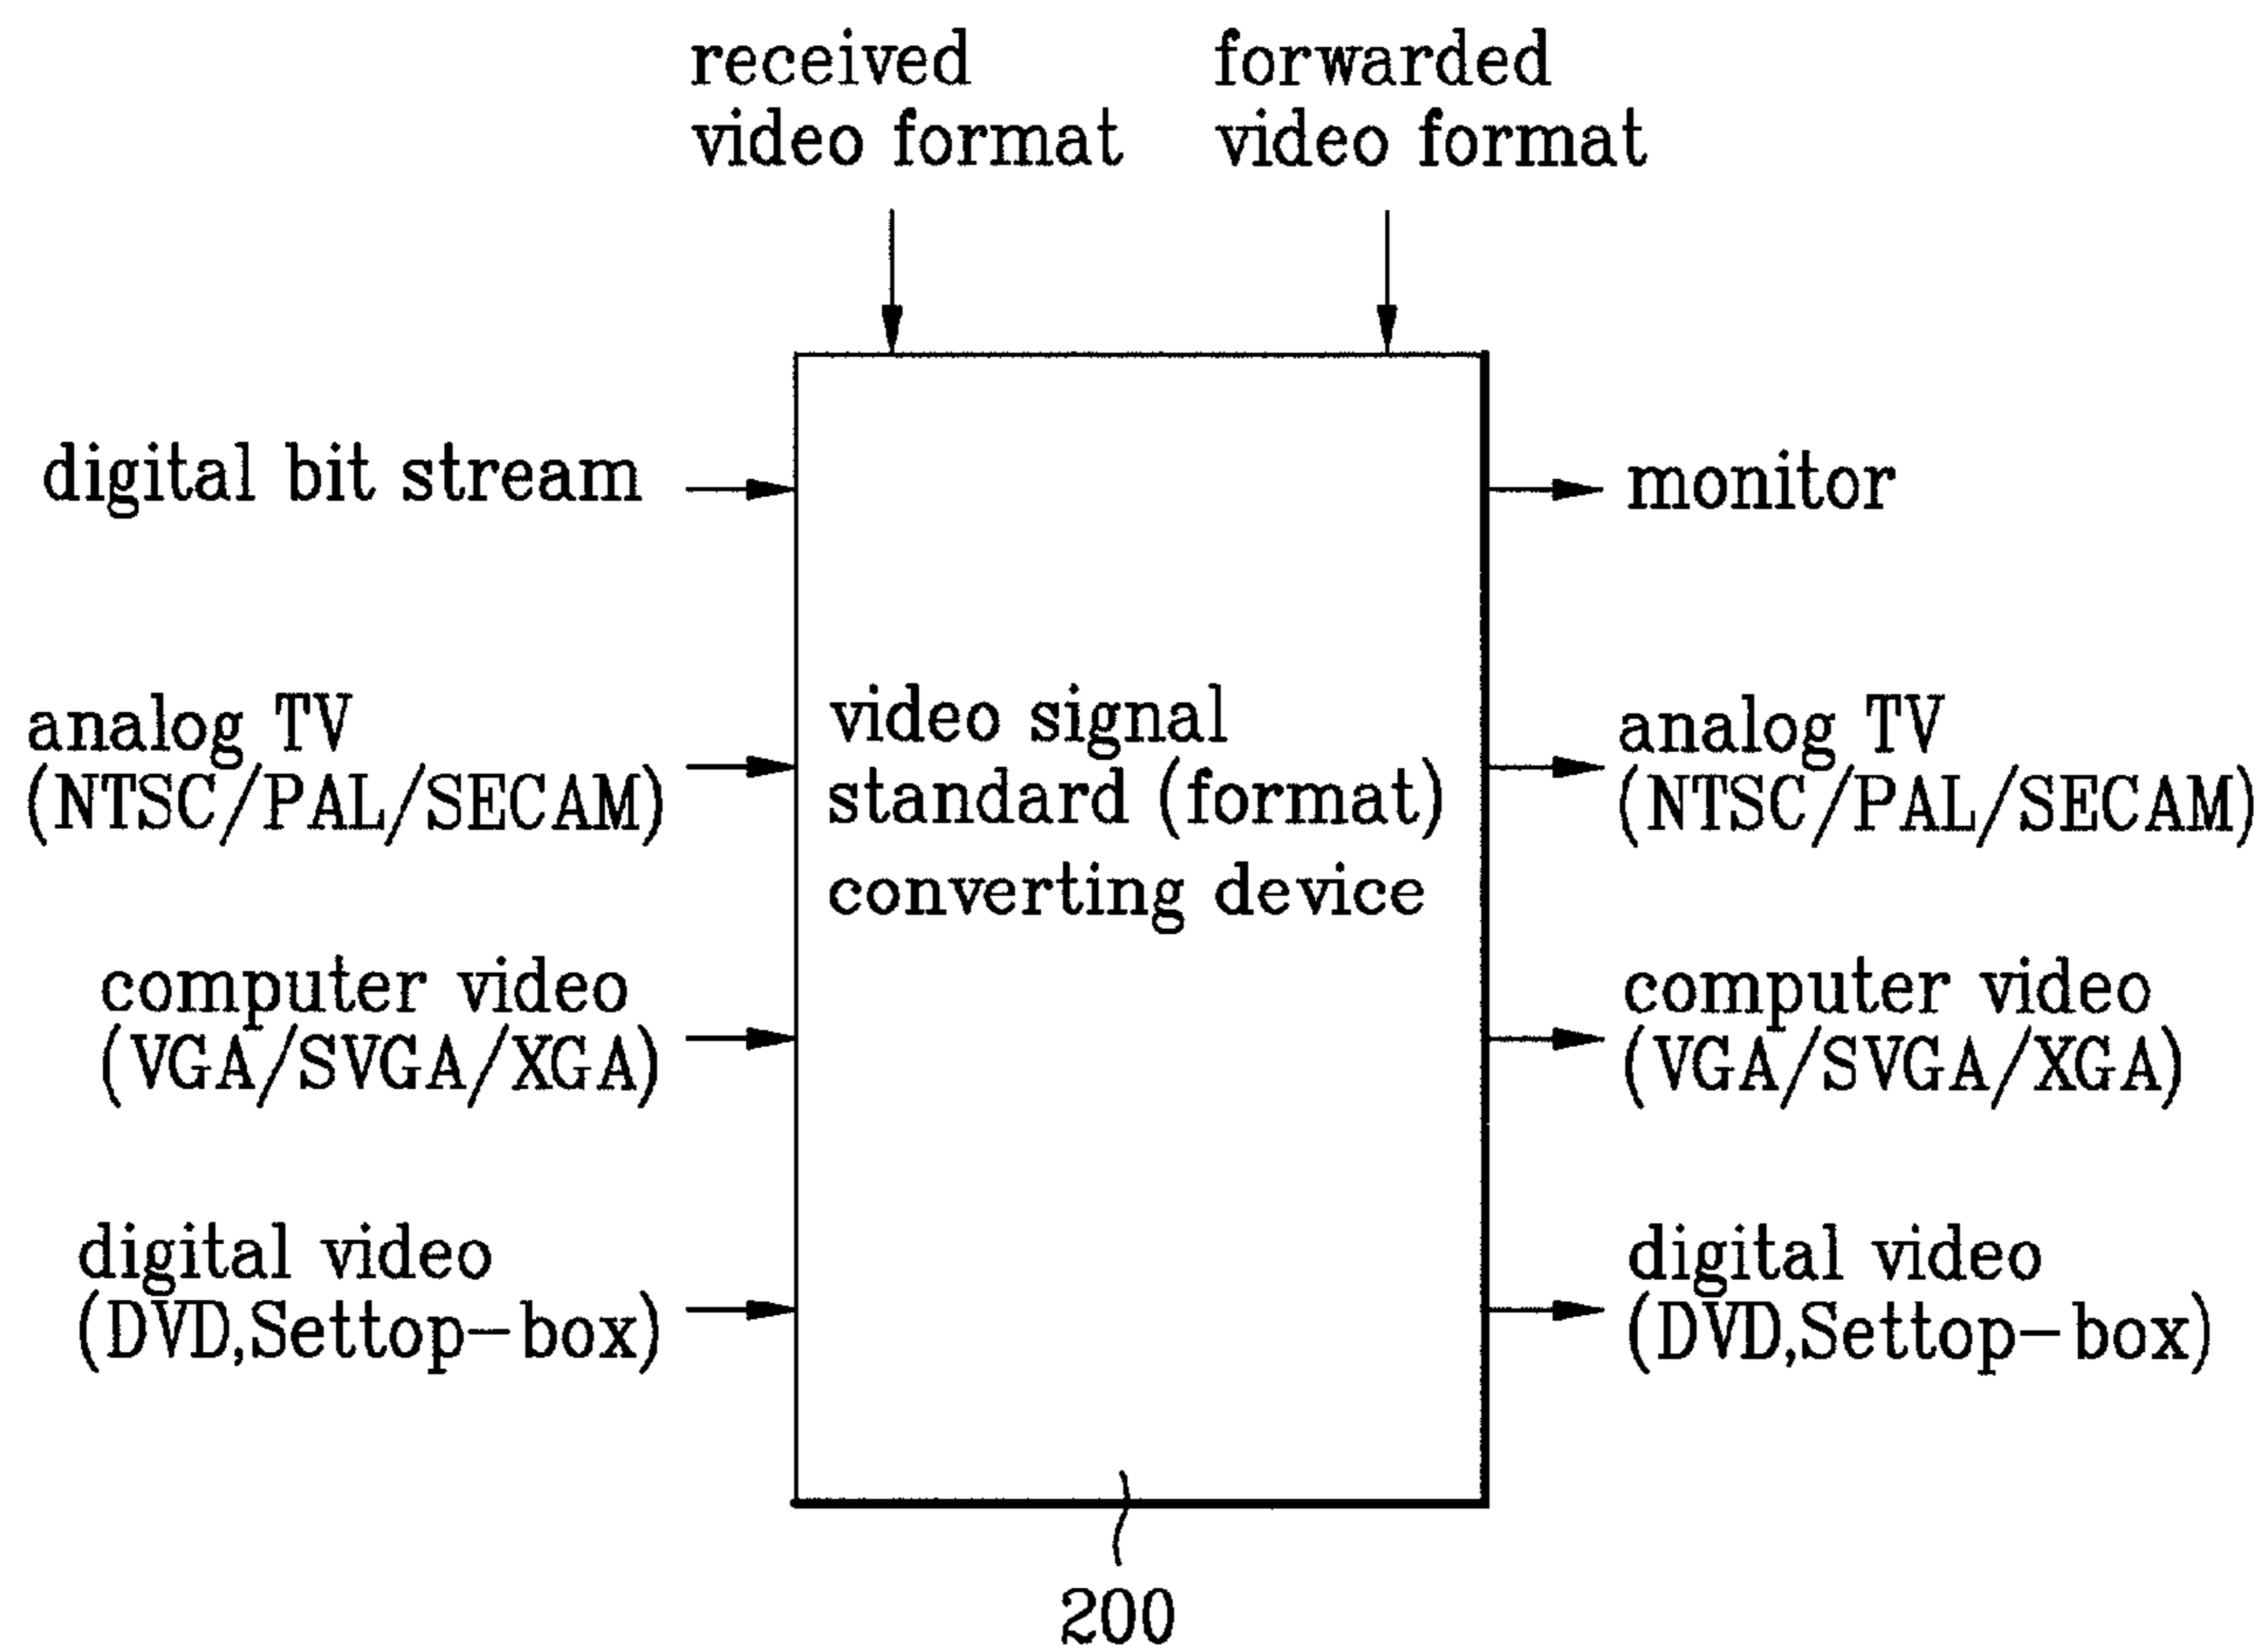 received
video format
forwarded
video format
digital bit stream
analog TV
(NTSC/PAL/SECAM)
computer video
(VGA/SVGA/XGA)
digital video
(DVD,Settop-box)
video signal
standard (format)
converting device
monitor
analog TV
(NTSC/PAL/SECAM)
computer video
(VGA/SVGA/XGA)
digital video
(DVD,Settop-box)
200